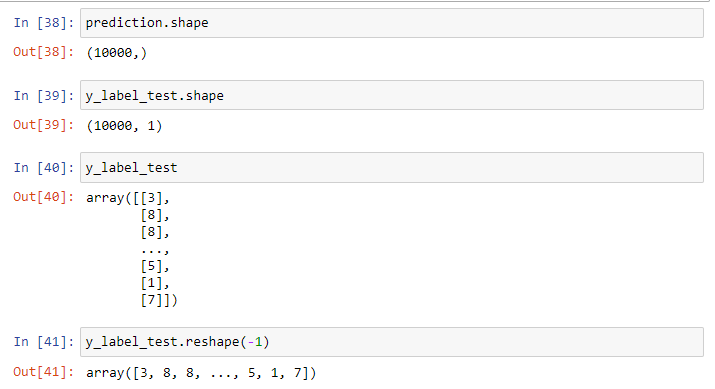 In [38]: prediction.shape
Out[38]: (10000,)
In [39]: y_label_test.shape
Out[39]: (10000, 1)
In [40]: y_label_test
Out[40]: array([[3],
[8],
[8],
...,
[5],
[1],
[7]])
In [41]: y_label_test.reshape(-1)
Out[41]: array([3, 8, 8, ..., 5, 1, 7])